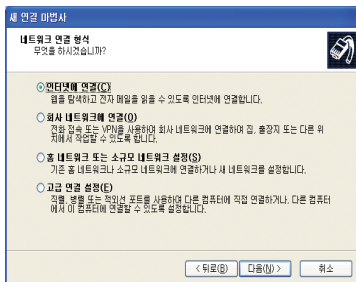 새 연결 마법사
네트워크 연결 형식
무엇을 하시겠습니까?
인터넷에 연결(C)
웹을 탐색하고 전자 메일을 읽을 수 있도록 인터넷에 연결합니다.
회사 네트워크에 연결(O)
전화 접속 또는 VPN을 사용하여 회사 네트워크에 연결하여 집, 출장지 또는 다른 위
치에서 작업할 수 있도록 합니다.
홈 네트워크 또는 소규모 네트워크 설정(S)
기존 홈 네트워크나 소규모 네트워크에 연결하거나 새 네트워크를 설정합니다.
고급 연결 설정(E)
직렬, 병렬 또는 적외선 포트를 사용하여 다른 컴퓨터에 직접 연결하거나, 다른 컴퓨터
에서 이 컴퓨터에 연결할 수 있도록 설정합니다.
< 뒤로(B) 다음(N) > 취소